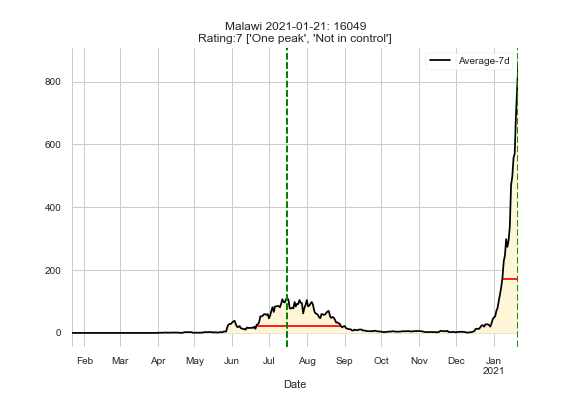 Malawi 2021-01-21: 16049
Rating:7 ['One peak', 'Not in control']
Average-7d
800
600
400
200
0
Feb Mar Apr May Jun Jul Aug Sep Oct Nov Dec Jan
2021
Date